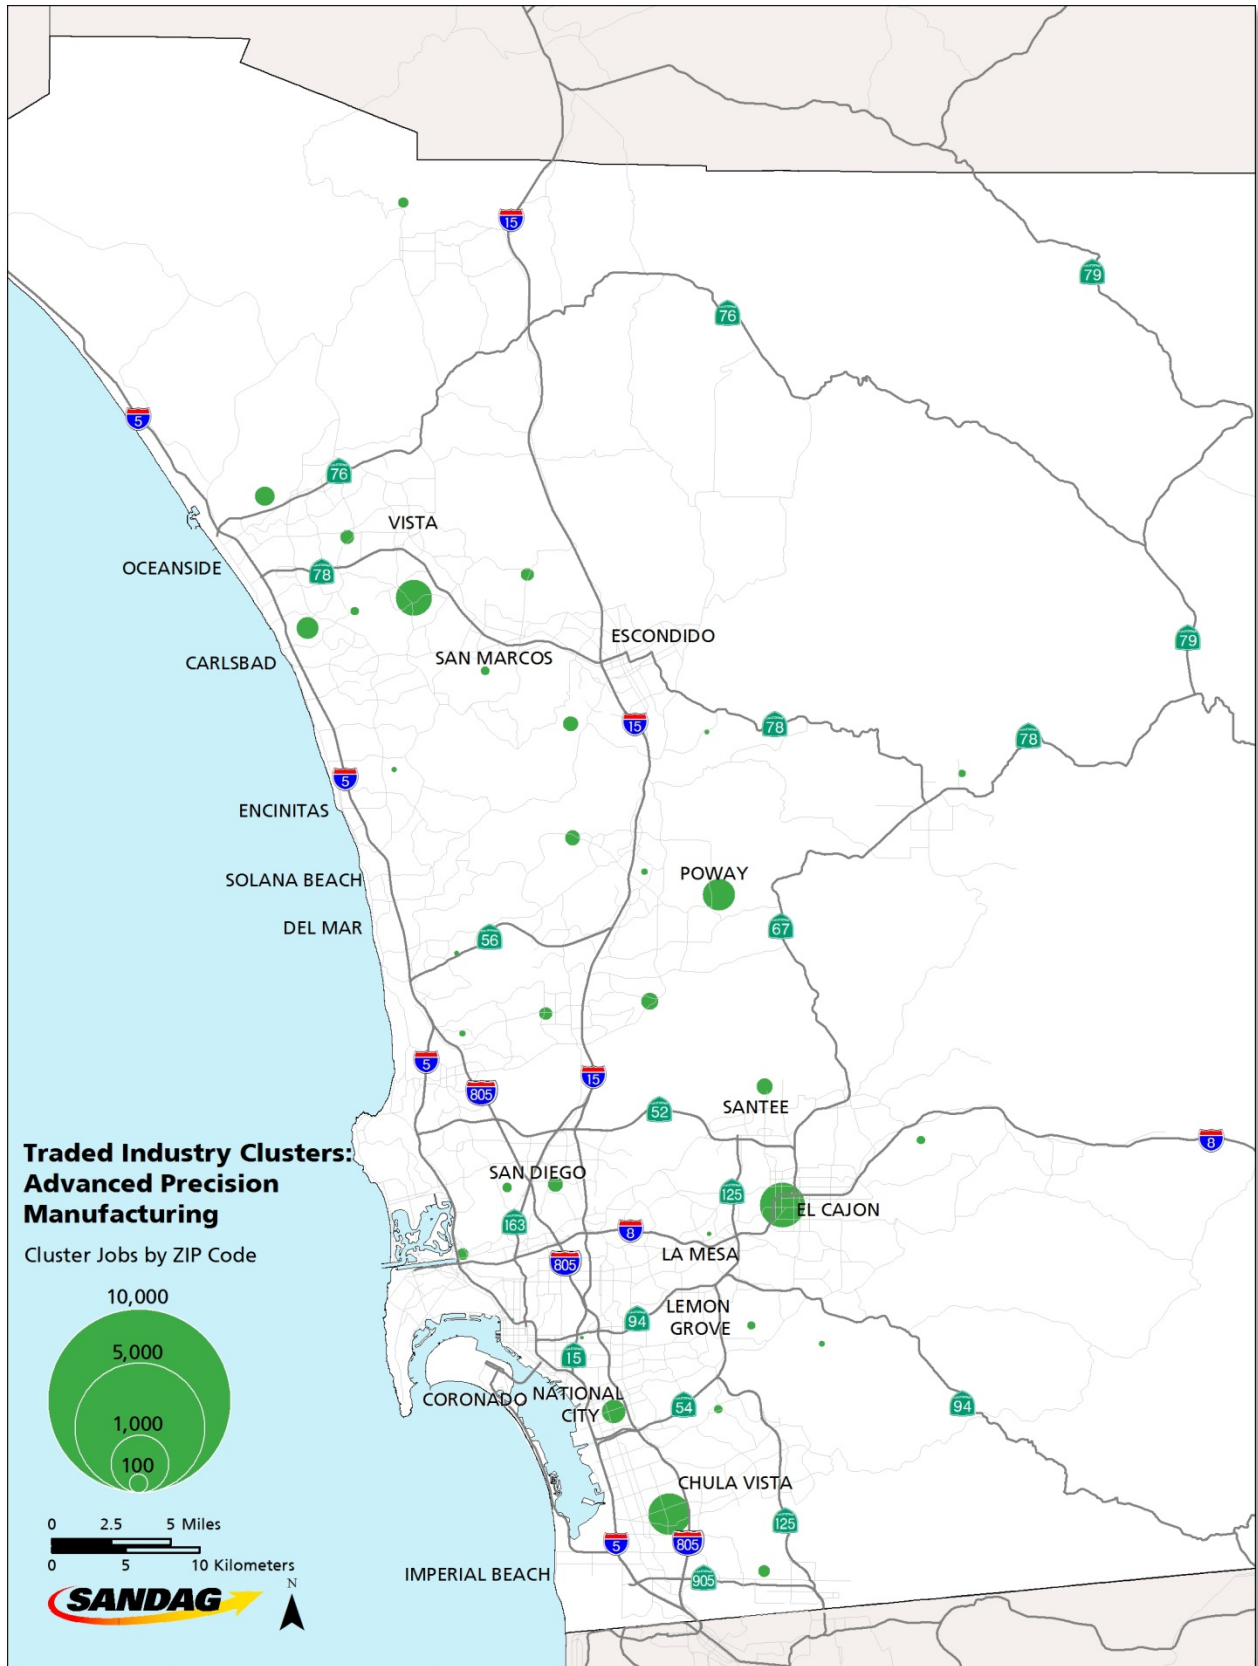 15
79
76
5
76
VISTA
OCEANSIDE
78
ESCONDIDO
79
SAN MARCOS
CARLSBAD
15
78
78
5
ENCINITAS
POWAY
SOLANA BEACH
DEL MAR
67
56
5
15
805
SANTEE
52
8
Traded Industry Clusters:
Advanced Precision
Manufacturing
Cluster Jobs by ZIP Code
SAN DIEGO
125
EL CAJON
163
8
LA MESA
805
LEMON
GROVE
94
15
10,000
5,000
1,000
100
CORONADO
NATIONAL
CITY
54
94
CHULA VISTA
125
5
805
905
IMPERIAL BEACH
0 2.5 5 Miles
0 5 10 Kilometers
SANDAG
N